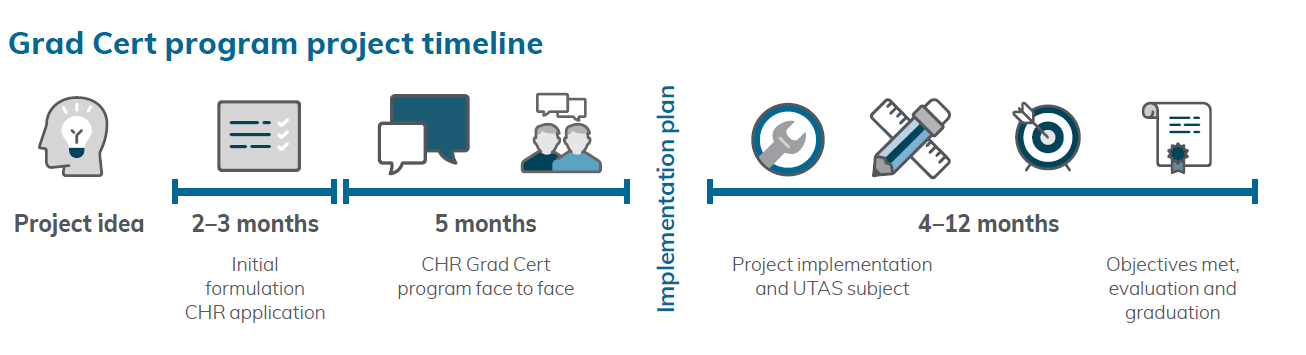 Grad Cert program project timeline
Project idea
2–3 months
Initial
formulation
CHR application
5 months
CHR Grad Cert
program face to face
Implementation plan
4–12 months
Project implementation
and UTAS subject
Objectives met,
evaluation and
graduation